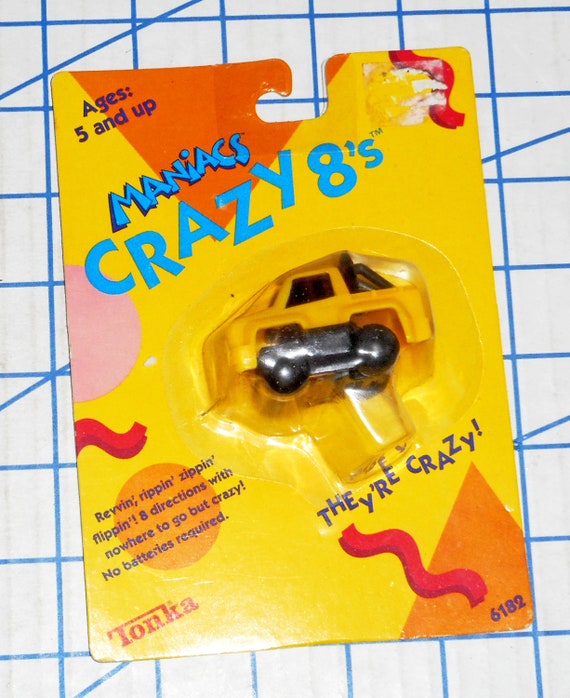 Ages:
5 and up
MANIACS
CRAZY 8's™
THEY'RE CRAZY!
Revvin', rippin' zippin'
flippin'! 8 directions with
nowhere to go but crazy!
No batteries required.
Tonka
6182